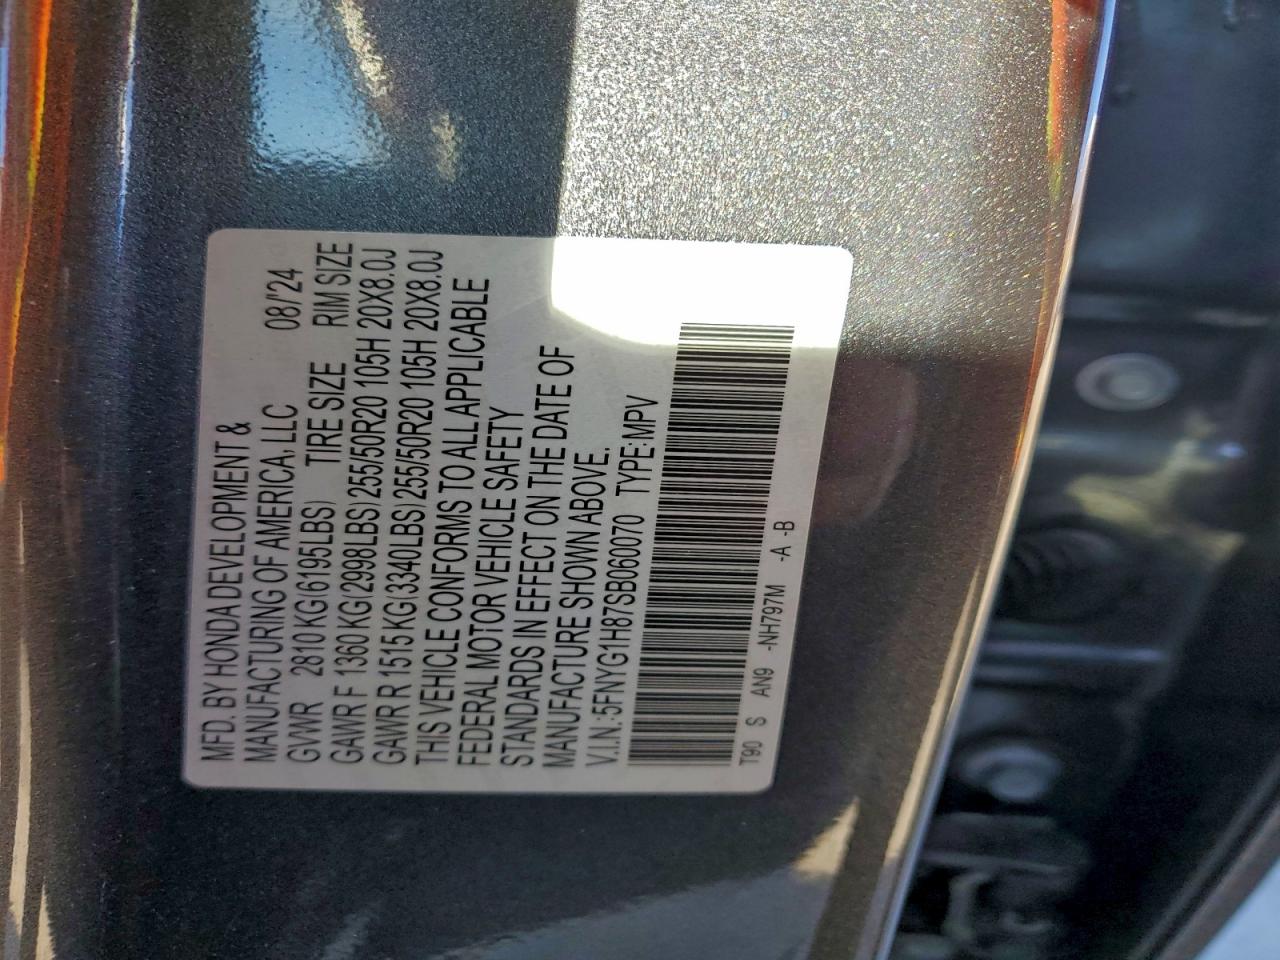 MFD. BY HONDA DEVELOPMENT &
MANUFACTURING OF AMERICA, LLC 08/'24
GVWR 2810 KG(6195LBS) TIRE SIZE RIM SIZE
GAWR F 1360 KG(2998LBS) 255/50R20 105H 20X8.0J
GAWR R 1515 KG(3340LBS) 255/50R20 105H 20X8.0J
THIS VEHICLE CONFORMS TO ALL APPLICABLE
FEDERAL MOTOR VEHICLE SAFETY
STANDARDS IN EFFECT ON THE DATE OF
MANUFACTURE SHOWN ABOVE.
V.I.N.:5FNYG1H87SB060070 TYPE:MPV
T90 S AN9 -NH797M -A -B